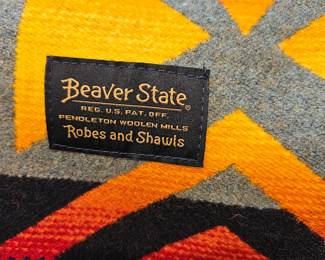 Beaver State®
REG. U.S. PAT. OFF.
PENDLETON WOOLEN MILLS
Robes and Shawls